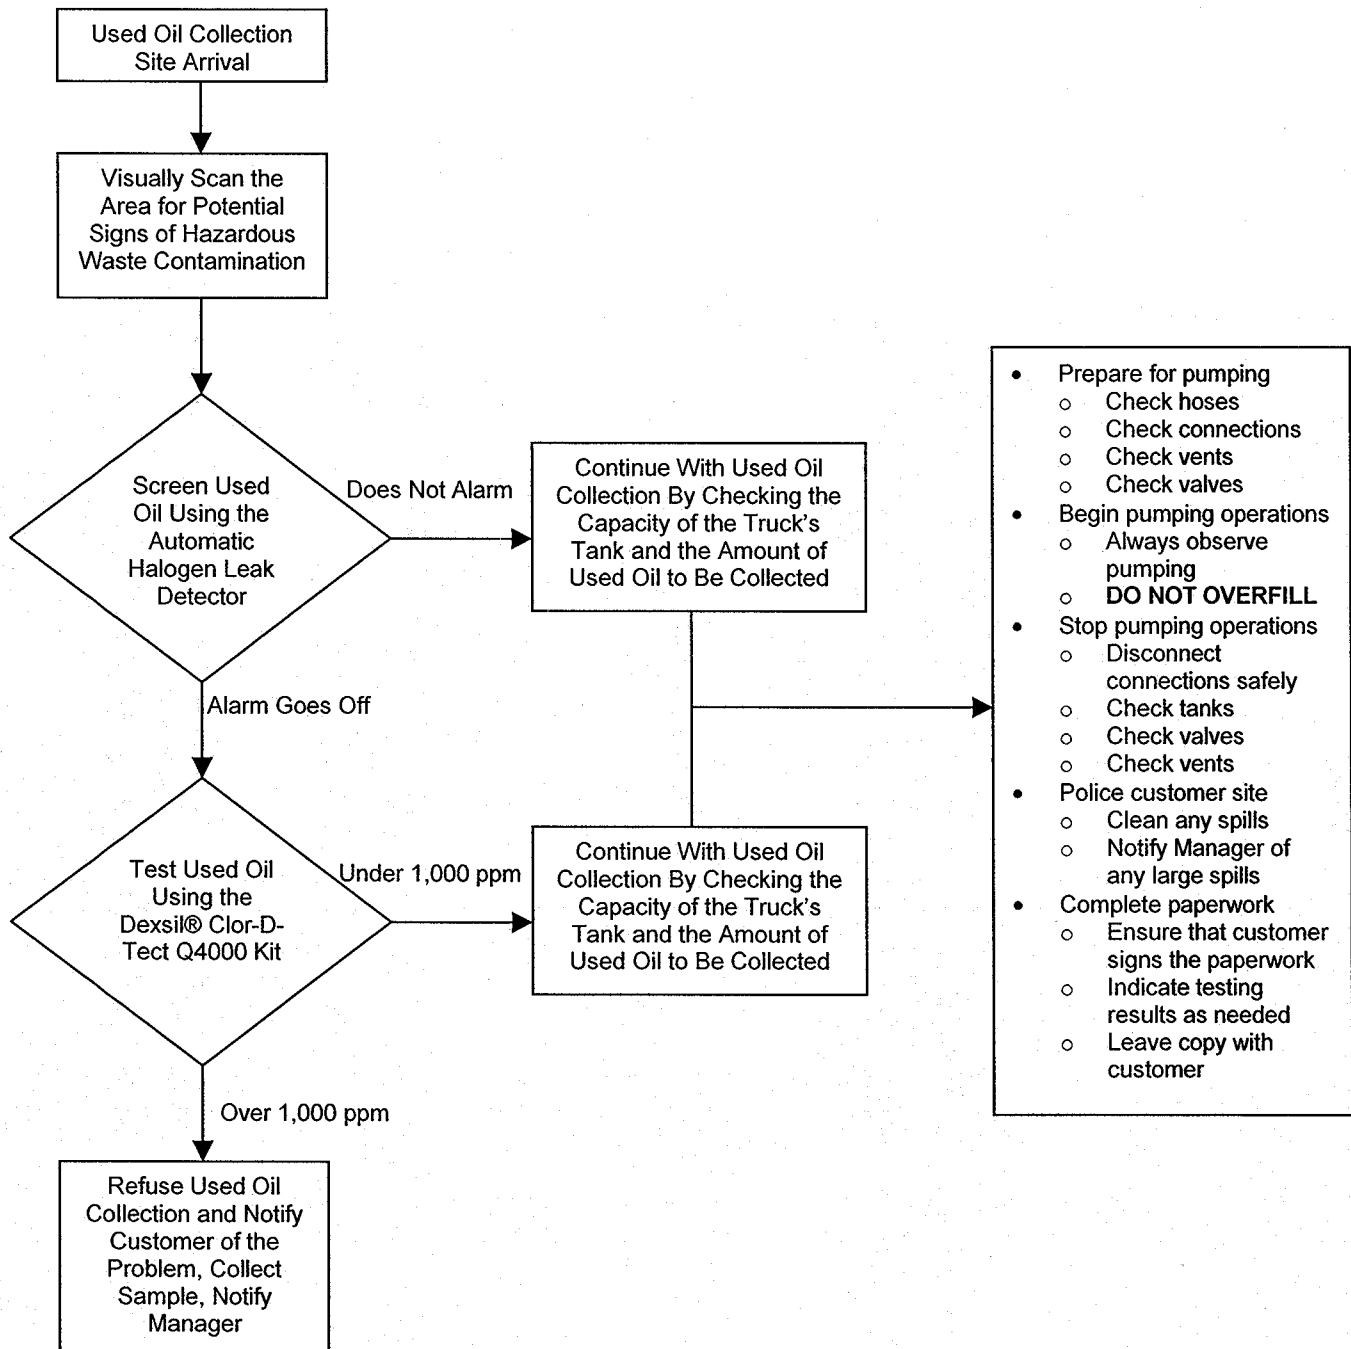 Used Oil Collection
Site Arrival
Visually Scan the
Area for Potential
Signs of Hazardous
Waste Contamination
Screen Used
Oil Using the
Automatic
Halogen Leak
Detector
Does Not Alarm
Continue With Used Oil
Collection By Checking the
Capacity of the Truck's
Tank and the Amount of
Used Oil to Be Collected
Alarm Goes Off
Test Used Oil
Using the
Dexsil® Clor-D-
Tect Q4000 Kit
Under 1,000 ppm
Continue With Used Oil
Collection By Checking the
Capacity of the Truck's
Tank and the Amount of
Used Oil to Be Collected
Over 1,000 ppm
Refuse Used Oil
Collection and Notify
Customer of the
Problem, Collect
Sample, Notify
Manager
• Prepare for pumping
o Check hoses
o Check connections
o Check vents
o Check valves
• Begin pumping operations
o Always observe
pumping
o DO NOT OVERFILL
• Stop pumping operations
o Disconnect
connections safely
o Check tanks
o Check valves
o Check vents
• Police customer site
o Clean any spills
o Notify Manager of
any large spills
• Complete paperwork
o Ensure that customer
signs the paperwork
o Indicate testing
results as needed
o Leave copy with
customer